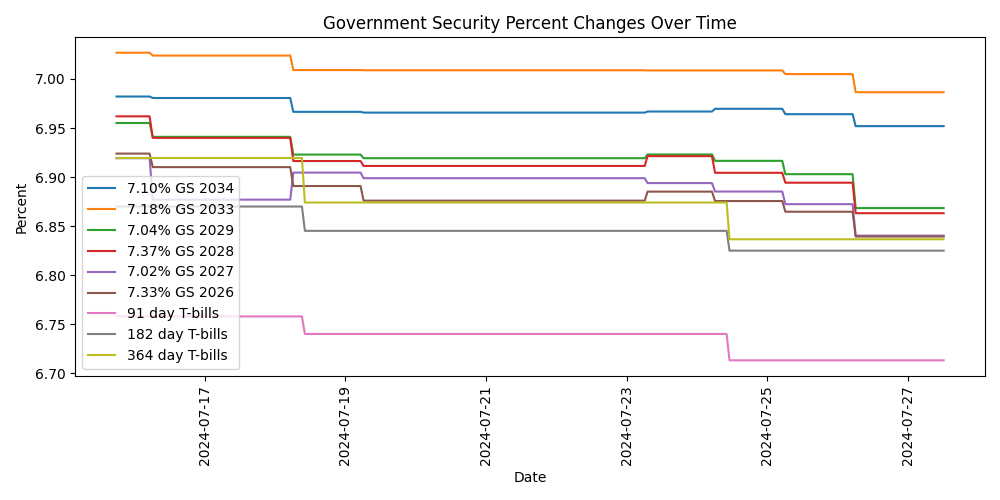 Government Security Percent Changes Over Time
Percent
7.00
6.95
6.90
6.85
6.80
6.75
6.70
7.10% GS 2034
7.18% GS 2033
7.04% GS 2029
7.37% GS 2028
7.02% GS 2027
7.33% GS 2026
91 day T-bills
182 day T-bills
364 day T-bills
2024-07-17
2024-07-19
2024-07-21
2024-07-23
2024-07-25
2024-07-27
Date